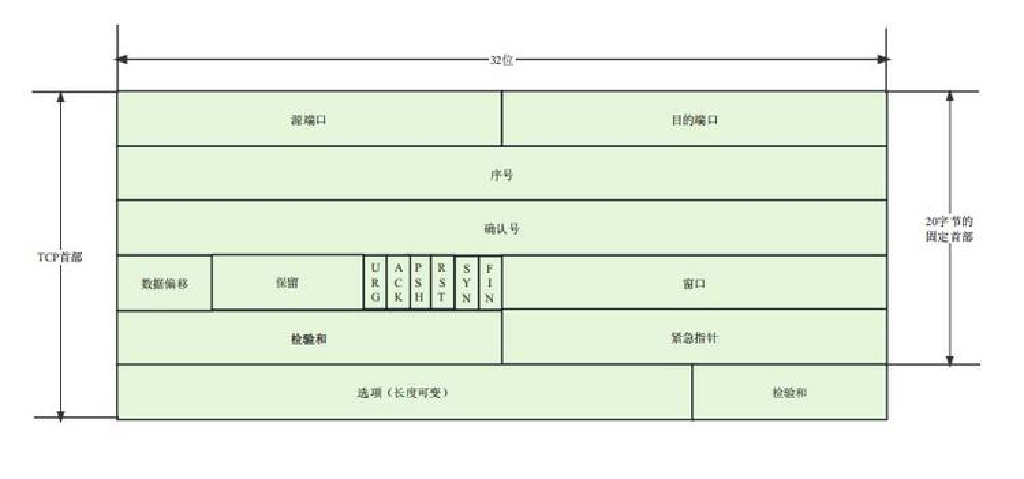 32位
源端口
目的端口
序号
确认号
TCP首部
20字节的
固定首部
数据偏移
保留
URG
ACK
PSH
RST
SYN
FIN
窗口
检验和
紧急指针
选项（长度可变）
检验和